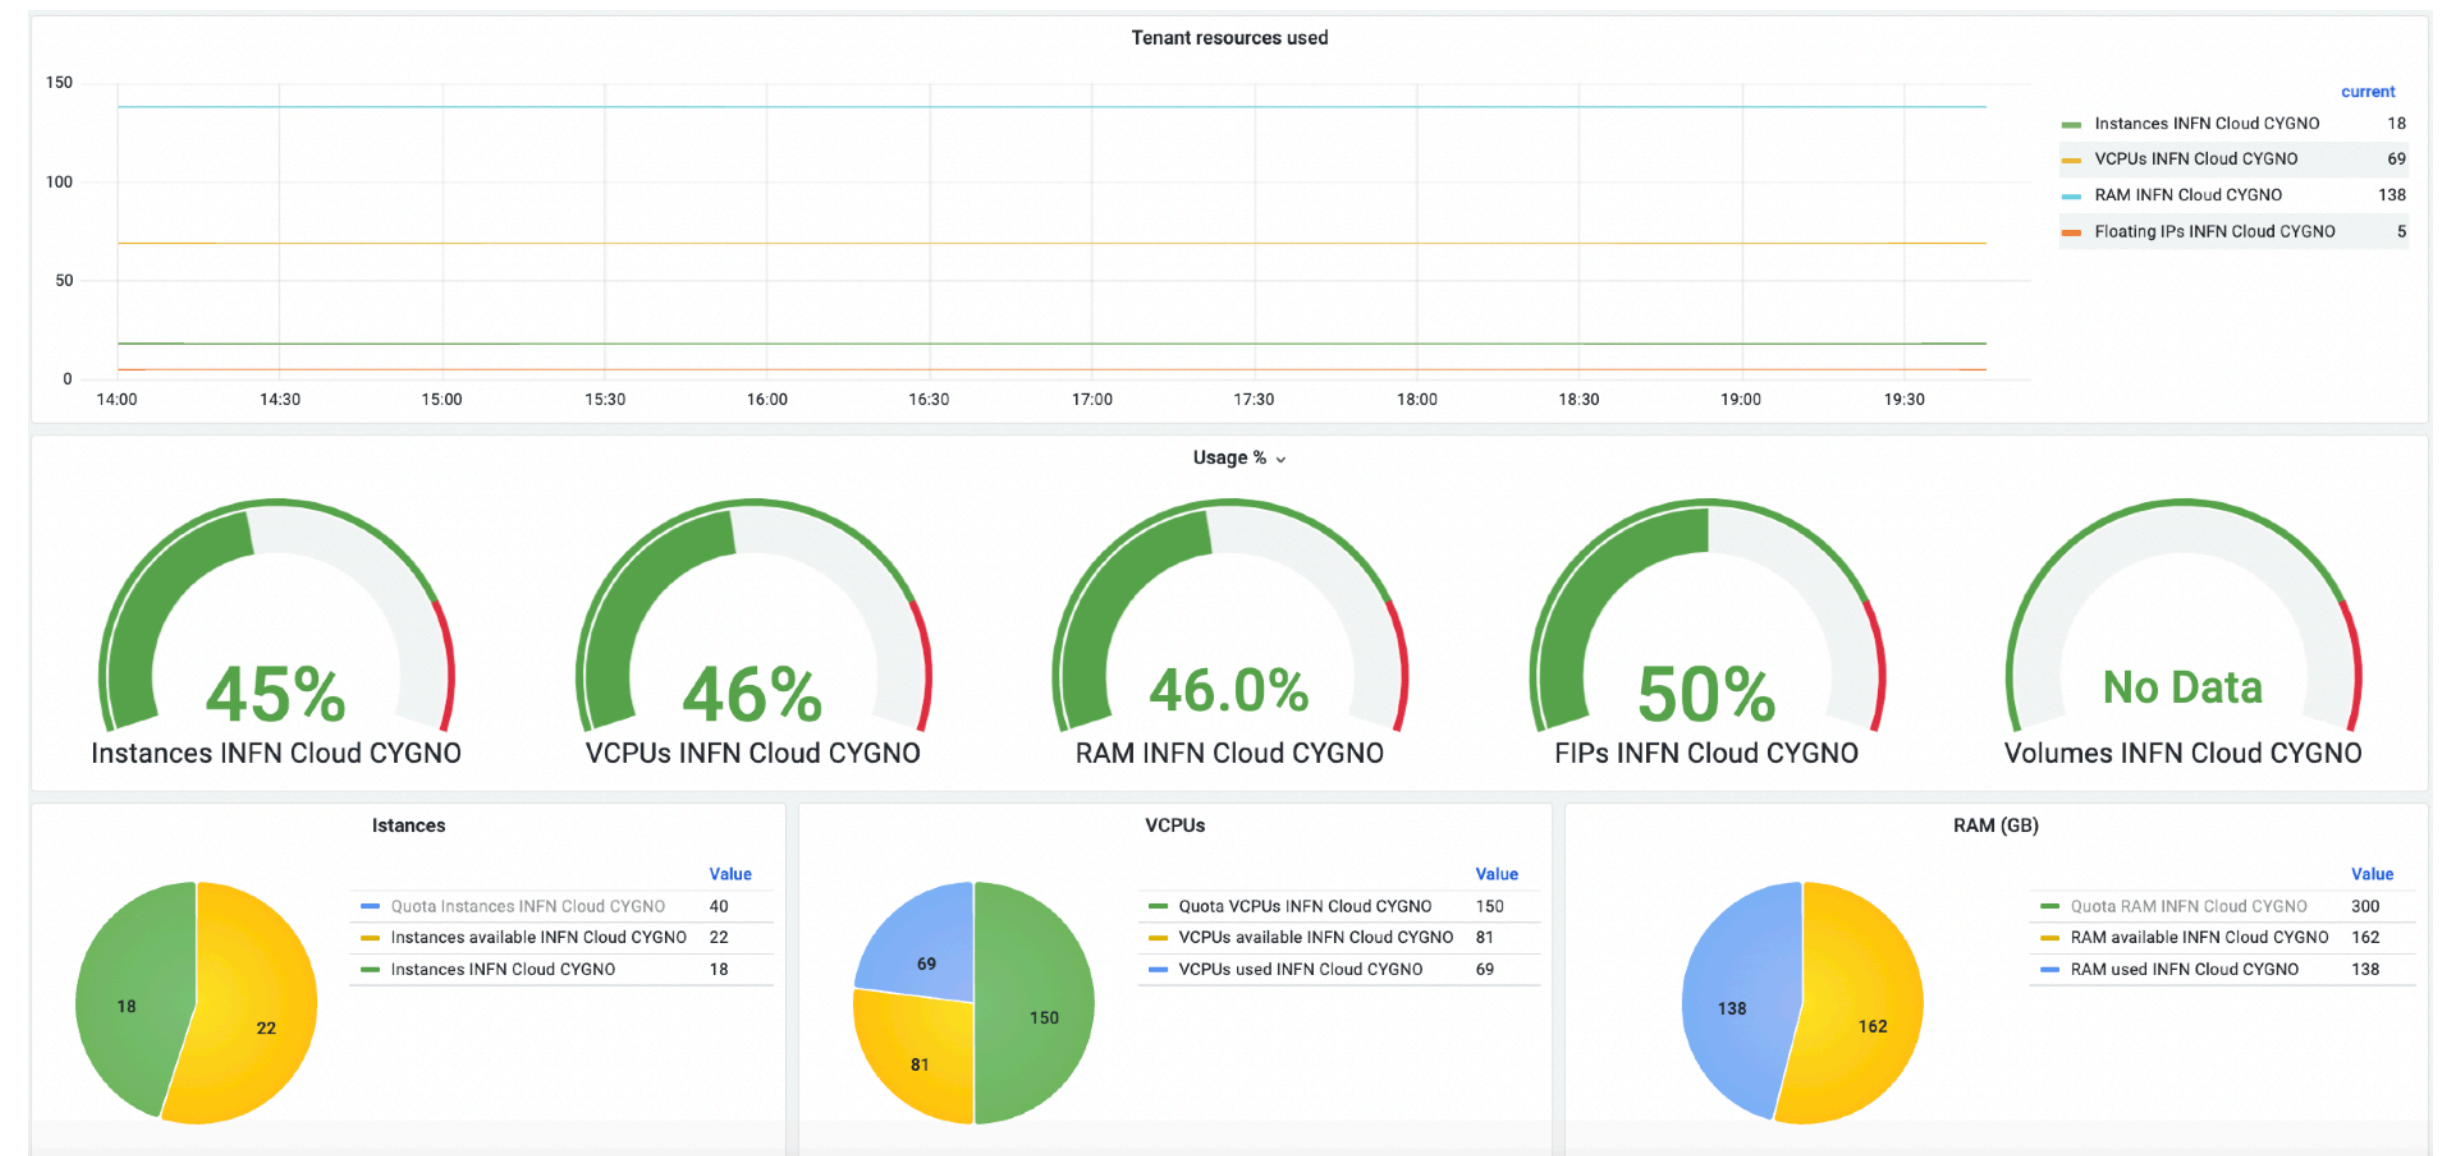 Tenant resources used
150
100
50
0
14:00 14:30 15:00 15:30 16:00 16:30 17:00 17:30 18:00 18:30 19:00 19:30
current
Instances INFN Cloud CYGNO 18
VCPUs INFN Cloud CYGNO 69
RAM INFN Cloud CYGNO 138
Floating IPs INFN Cloud CYGNO 5
Usage %
45%
Instances INFN Cloud CYGNO
46%
VCPUs INFN Cloud CYGNO
46.0%
RAM INFN Cloud CYGNO
50%
FIPs INFN Cloud CYGNO
No Data
Volumes INFN Cloud CYGNO
Istances
Value
Quota Instances INFN Cloud CYGNO 40
Instances available INFN Cloud CYGNO 22
Instances INFN Cloud CYGNO 18
18
22
VCPUs
Value
Quota VCPUs INFN Cloud CYGNO 150
VCPUs available INFN Cloud CYGNO 81
VCPUs used INFN Cloud CYGNO 69
69
150
81
RAM (GB)
Value
Quota RAM INFN Cloud CYGNO 300
RAM available INFN Cloud CYGNO 162
RAM used INFN Cloud CYGNO 138
138
162